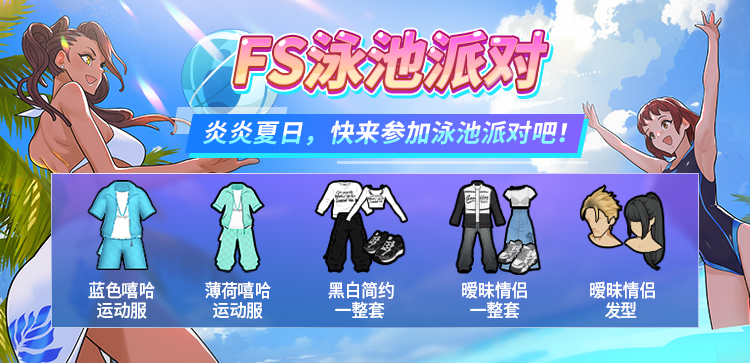 FS泳池派对
炎炎夏日，快来参加泳池派对吧！
蓝色嘻哈
运动服
薄荷嘻哈
运动服
黑白简约
一整套
暧昧情侣
一整套
暧昧情侣
发型